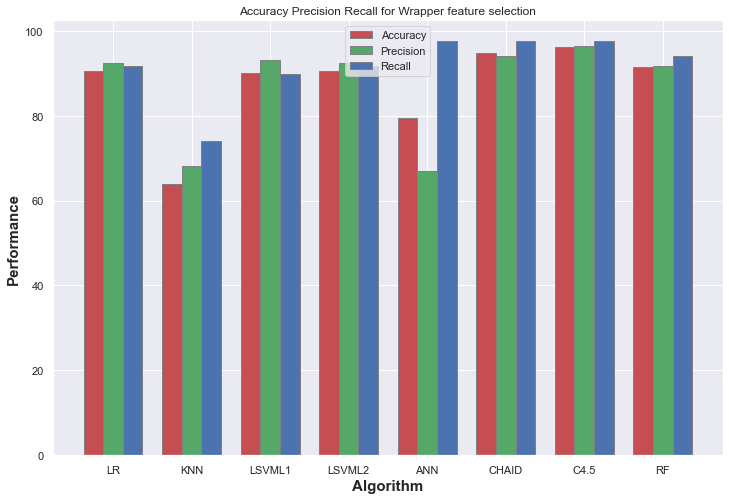 Accuracy Precision Recall for Wrapper feature selection
Accuracy
Precision
Recall
100
80
60
40
20
0
Performance
LR KNN LSVML1 LSVML2 ANN CHAID C4.5 RF
Algorithm